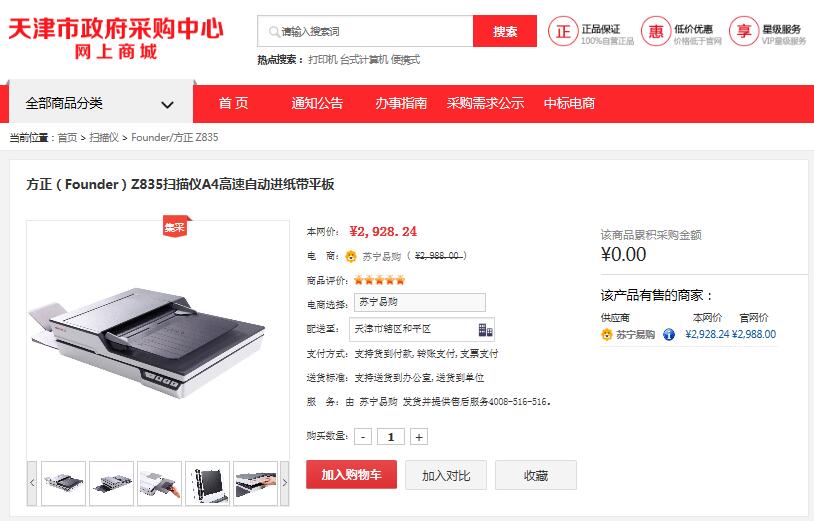 天津市政府采购中心
网上商城
请输入搜索词
搜索
热点搜索： 打印机 台式计算机 便携式
正 正品保证
100%自营正品
惠 低价优惠
价格低于官网
享 星级服务
VIP星级服务
全部商品分类
首 页 通知公告 办事指南 采购需求公示 中标电商
当前位置：首页 > 扫描仪 > Founder/方正 Z835
方正（Founder）Z835扫描仪A4高速自动进纸带平板
集采
本网价： ¥2,928.24
电 商： 苏宁易购 （ ¥2,988.00 ）
商品评价：
电商选择： 苏宁易购
配送至： 天津市辖区和平区
支付方式：支持货到付款,转账支付,支票支付
送货标准：支持送货到办公室,送货到单位
服 务：由 苏宁易购 发货并提供售后服务4008-516-516。
购买数量： - 1 +
加入购物车 加入对比 收藏
该商品累积采购金额
¥0.00
该产品有售的商家：
供应商 本网价 官网价
苏宁易购 ¥2,928.24 ¥2,988.00